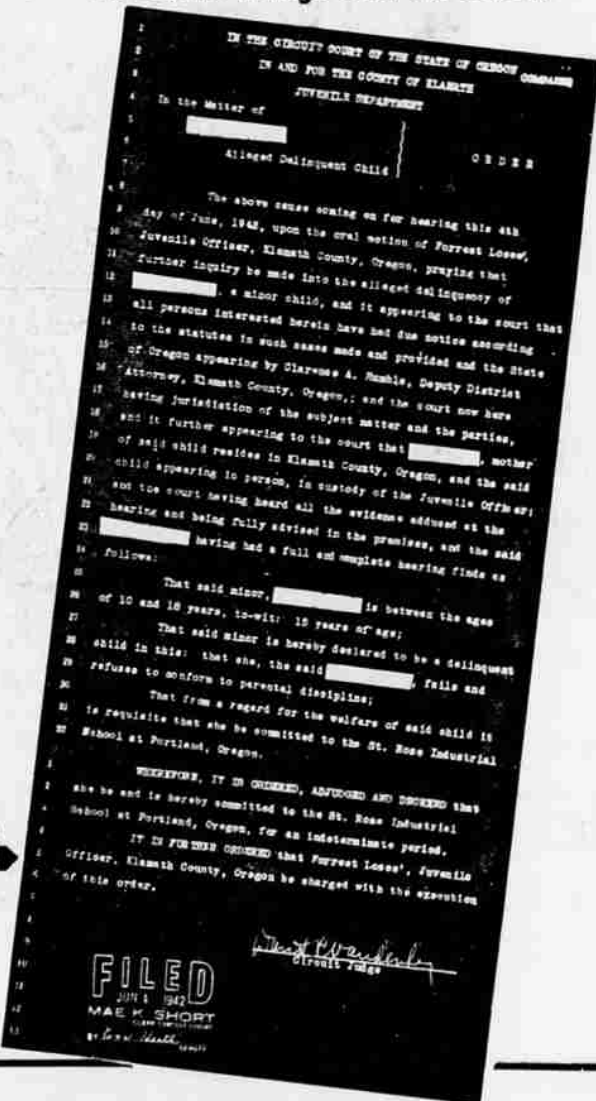 IN THE CIRCUIT COURT OF THE STATE OF OREGON
IN AND FOR THE COUNTY OF KLAMATH
JUVENILE DEPARTMENT
In the Matter of
Alleged Delinquent Child
ORDER
The above cause coming on for hearing this 4th
day of June, 1942, upon the oral motion of Forrest
Juvenile Officer, Klamath County, Oregon, praying that
further inquiry be made into the alleged delinquency of
, a minor child, and it appearing to the court that
all persons interested herein have had due notice according
to the statutes in such cases made and provided and the State
of Oregon appearing by Clarence A. Humble, Deputy District
Attorney, Klamath County, Oregon,; and the court now here
having jurisdiction of the subject matter and the parties,
and it further appearing to the court that , mother
of said child resides in Klamath County, Oregon, and the said
child appearing in person, in custody of the Juvenile Officer;
and the court having heard all the evidence adduced at the
hearing and being fully advised in the premises, and the said
having had a full and complete hearing finds as
follows:
That said minor, is between the ages
of 10 and 18 years, to-wit: years of age;
That said minor is hereby declared to be a delinquent
child in this: that she, the said , fails and
refuses to conform to parental discipline;
That from a regard for the welfare of said child it
is requisite that she be committed to the St. Rose Industrial
School at Portland, Oregon.
WHEREFORE, IT IS ORDERED, ADJUDGED AND DECREED that
she be and is hereby committed to the St. Rose Industrial
School at Portland, Oregon, for an indeterminate period.
IT IS FURTHER ORDERED that Forrest , Juvenile
Officer, Klamath County, Oregon be charged with the execution
of this order.
Circuit Judge
FILED
JUN 4 1942
MAE K. SHORT